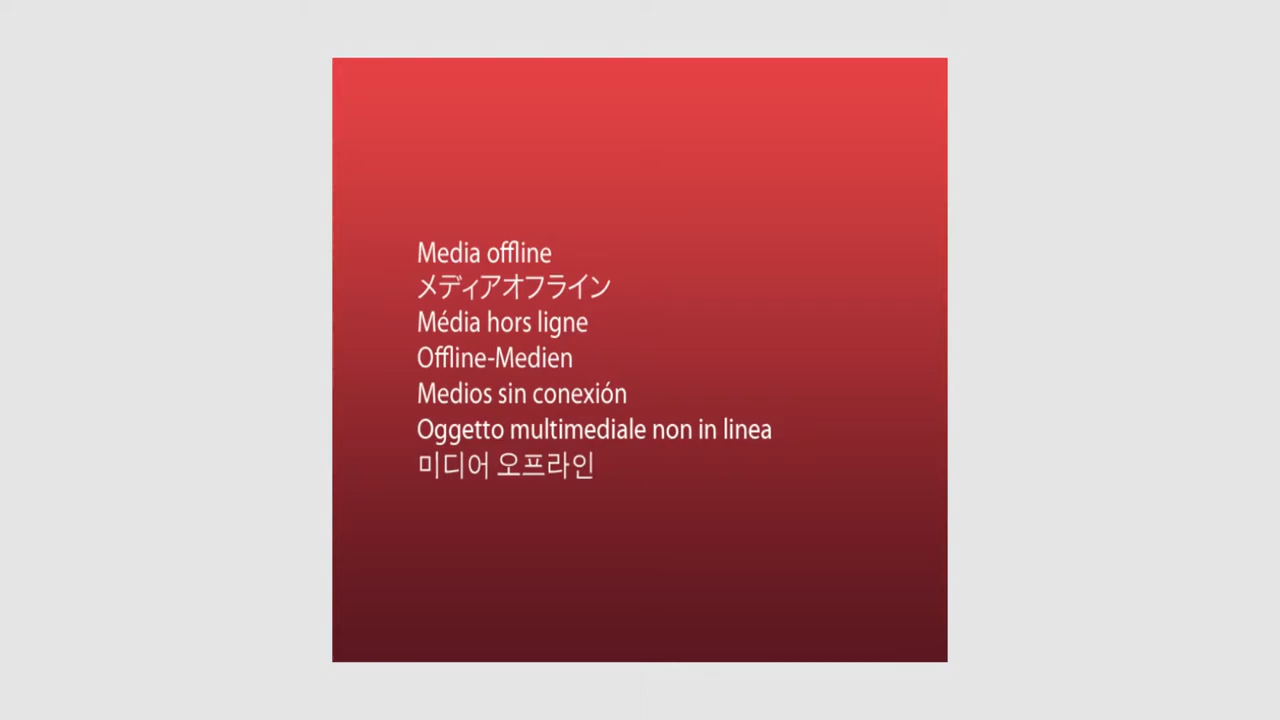 Media offline
メディアオフライン
Média hors ligne
Offline-Medien
Medios sin conexión
Oggetto multimediale non in linea
미디어 오프라인